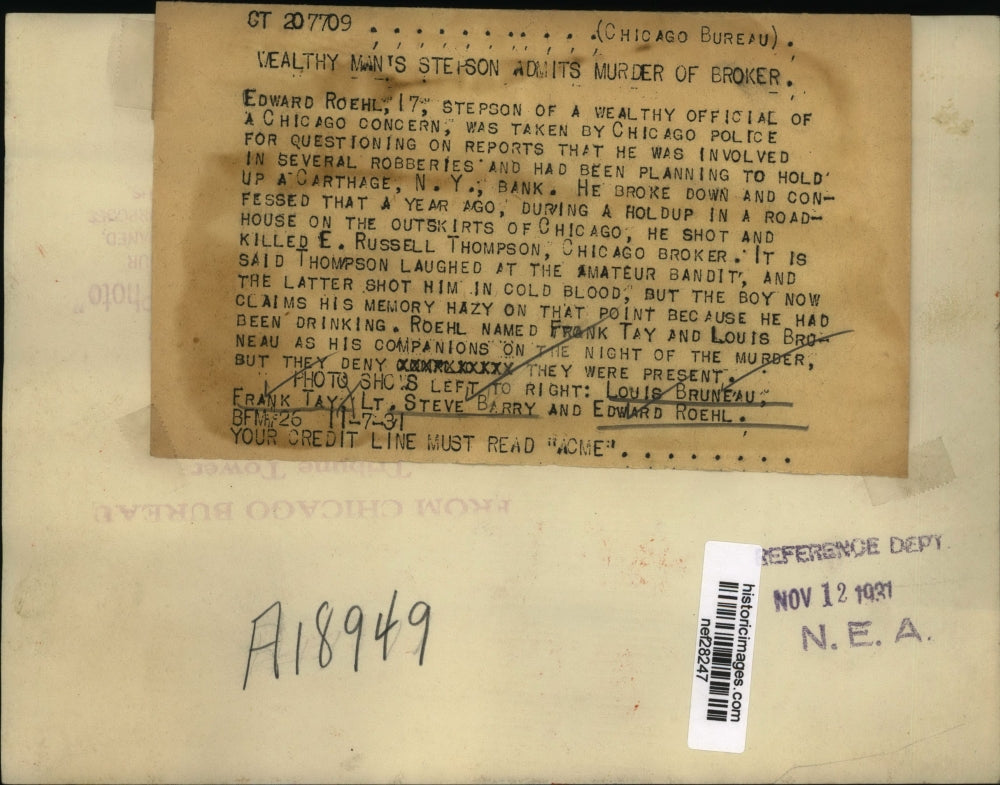 CT 207709 . . . . . . . . . . .(CHICAGO BUREAU).
WEALTHY MAN'S STEPSON ADMITS MURDER OF BROKER.
EDWARD ROEHL, 17, STEPSON OF A WEALTHY OFFICIAL OF
A CHICAGO CONCERN, WAS TAKEN BY CHICAGO POLICE
FOR QUESTIONING ON REPORTS THAT HE WAS INVOLVED
IN SEVERAL ROBBERIES AND HAD BEEN PLANNING TO HOLD
UP A CARTHAGE, N. Y., BANK. HE BROKE DOWN AND CON-
FESSED THAT A YEAR AGO, DURING A HOLDUP IN A ROAD-
HOUSE ON THE OUTSKIRTS OF CHICAGO, HE SHOT AND
KILLED E. RUSSELL THOMPSON, CHICAGO BROKER. IT IS
SAID THOMPSON LAUGHED AT THE AMATEUR BANDIT, AND
THE LATTER SHOT HIM IN COLD BLOOD, BUT THE BOY NOW
CLAIMS HIS MEMORY HAZY ON THAT POINT BECAUSE HE HAD
BEEN DRINKING. ROEHL NAMED FRANK TAY AND LOUIS BRU-
NEAU AS HIS COMPANIONS ON THE NIGHT OF THE MURDER,
BUT THEY DENY XXXXXXXXXX THEY WERE PRESENT.
PHOTO SHOWS LEFT TO RIGHT: LOUIS BRUNEAU,
FRANK TAY, LT. STEVE BARRY AND EDWARD ROEHL.
BFM-26 11-7-31
YOUR CREDIT LINE MUST READ "ACME". . . . . . . . .
Tribune Tower
FROM CHICAGO BUREAU
Photo"
REFERENCE DEPT
NOV 12 1931
N. E. A.
A18949
historicimages.com
nef28247